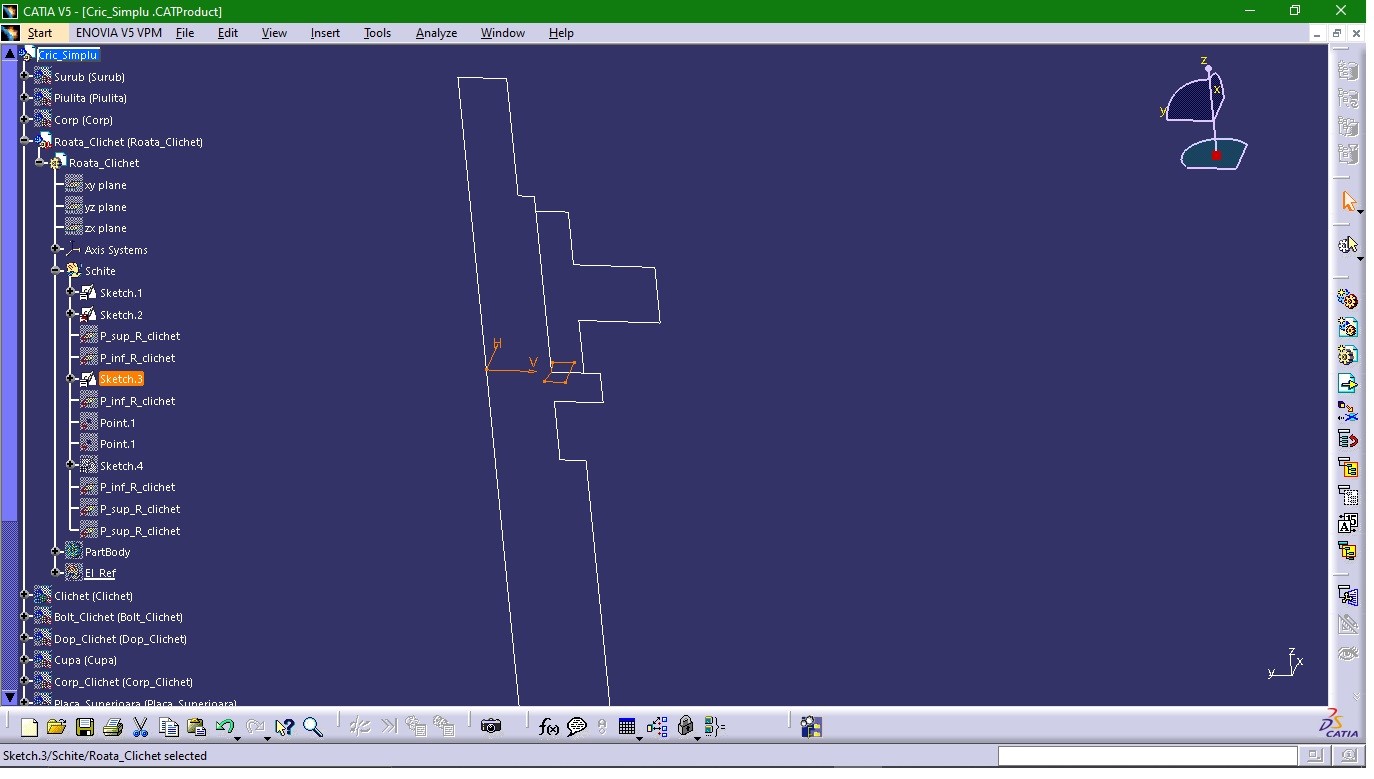 CATIA V5 - [Cric_Simplu .CATProduct]
Start ENOVIA V5 VPM File Edit View Insert Format Tools Analyze Window Help
Cric_Simplu
Surub (Surub)
Piulita (Piulita)
Corp (Corp)
Roata_Clichet (Roata_Clichet)
Roata_Clichet
xy plane
yz plane
zx plane
Axis Systems
Schite
Sketch.1
Sketch.2
P_sup_R_clichet
P_inf_R_clichet
Sketch.3
P_inf_R_clichet
Point.1
Point.1
Sketch.4
P_inf_R_clichet
P_sup_R_clichet
P_sup_R_clichet
PartBody
El_Ref
Clichet (Clichet)
Bolt_Clichet (Bolt_Clichet)
Dop_Clichet (Dop_Clichet)
Cupa (Cupa)
Corp_Clichet (Corp_Clichet)
Placa_Superioara (Placa_Superioara)
H
V
z
x
y
z
x
y
f(x)
CATIA
Sketch.3/Schite/Roata_Clichet selected